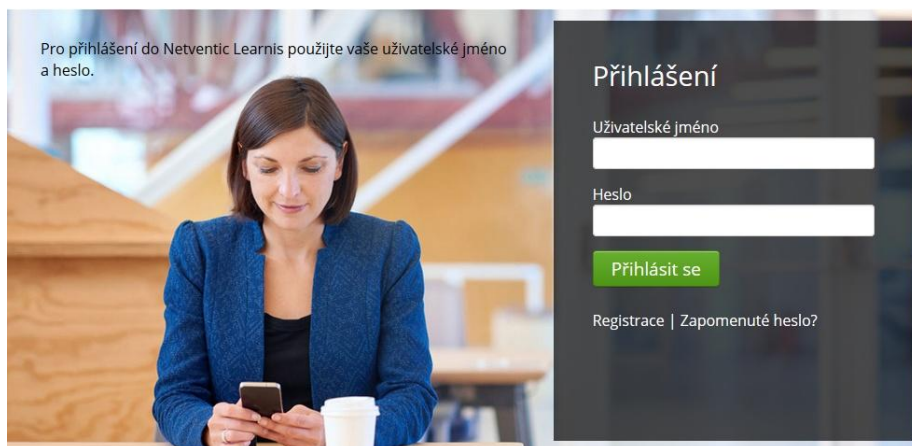 Pro přihlášení do Netventic Learnis použijte vaše uživatelské jméno
a heslo.
Přihlášení
Uživatelské jméno
Heslo
Přihlásit se
Registrace | Zapomenuté heslo?